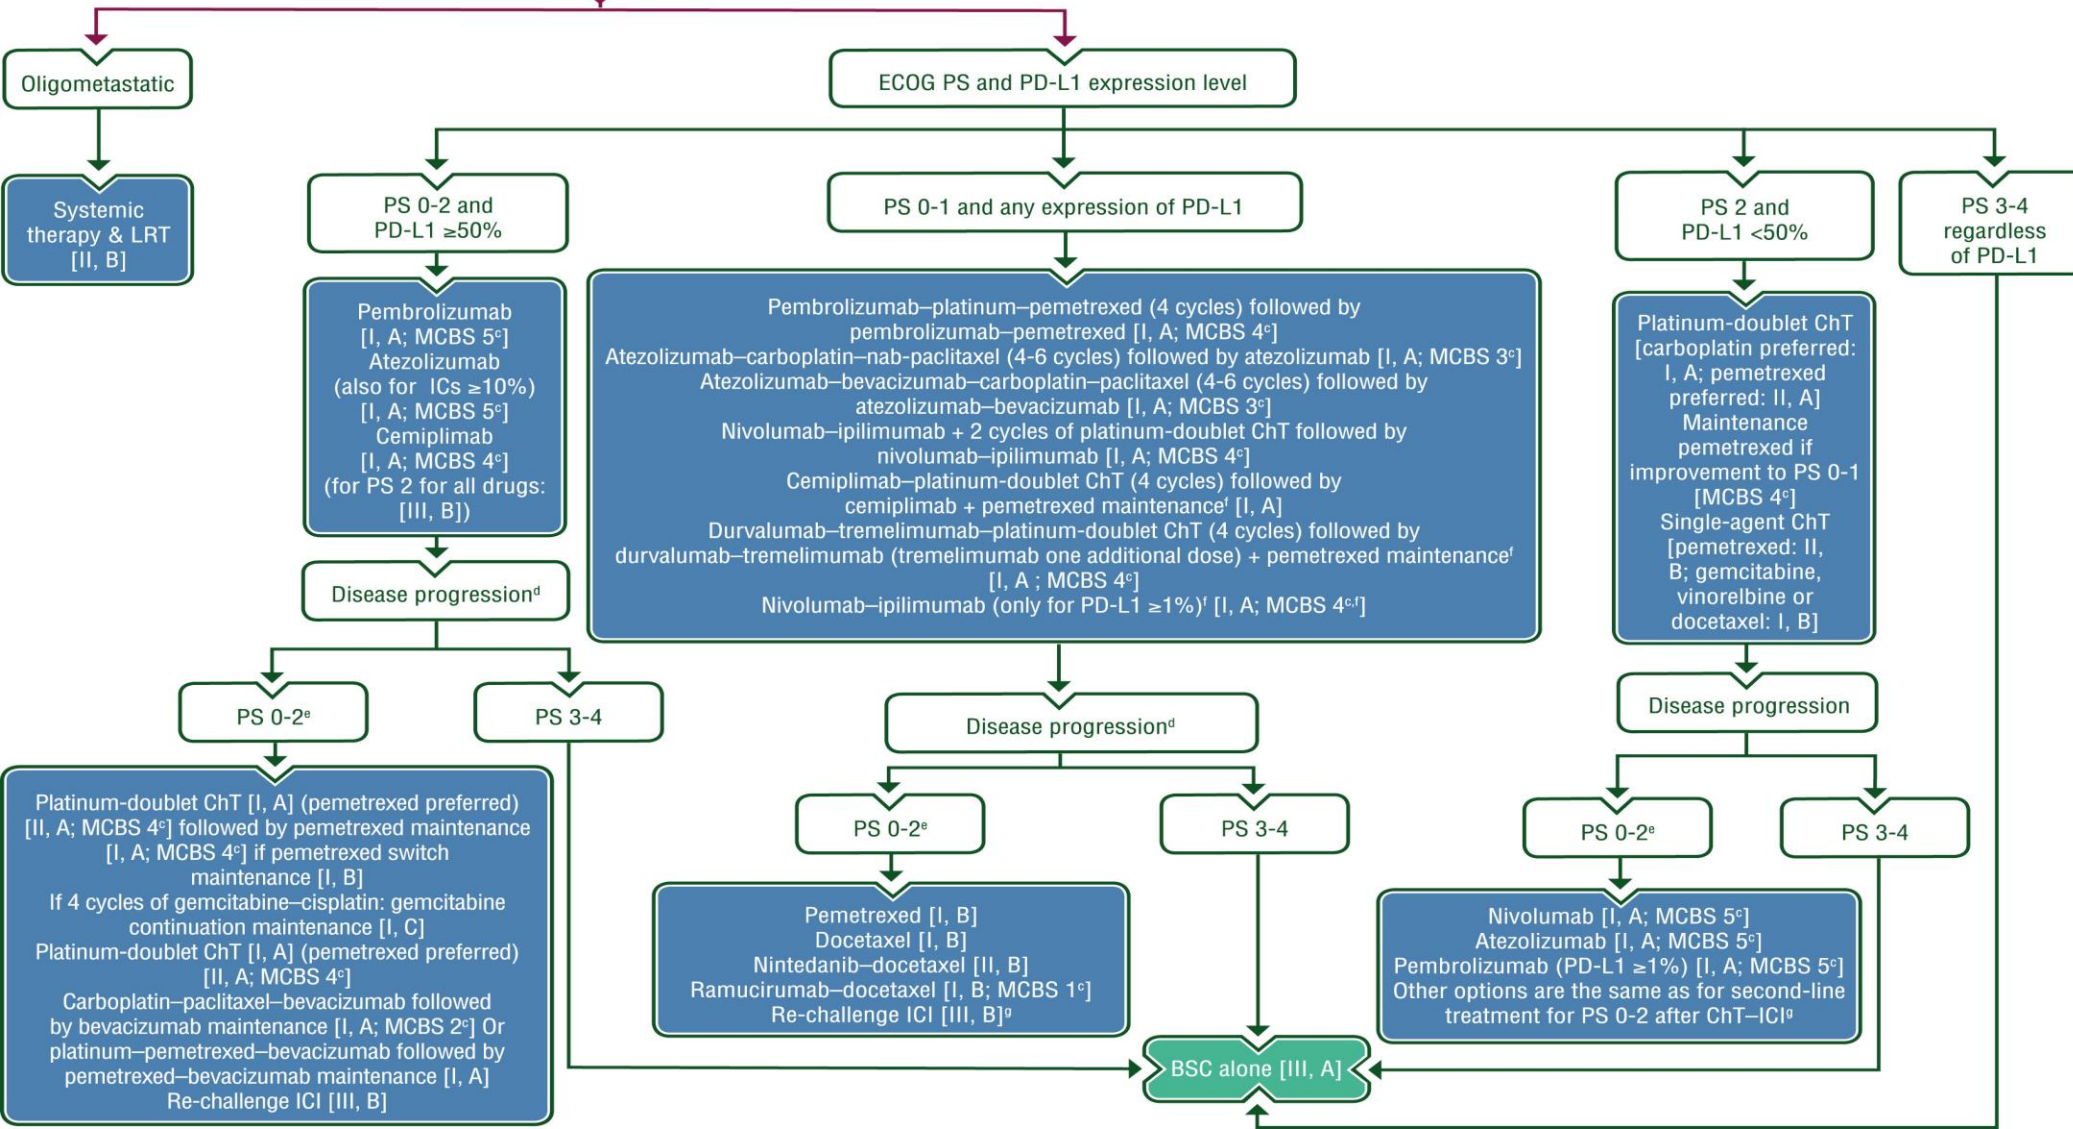 Oligometastatic
ECOG PS and PD-L1 expression level
Systemic
therapy & LRT
[II, B]
PS 0-2 and
PD-L1 ≥50%
PS 0-1 and any expression of PD-L1
PS 2 and
PD-L1 <50%
PS 3-4
regardless
of PD-L1
Pembrolizumab
[I, A; MCBS 5ᶜ]
Atezolizumab
(also for ICs ≥10%)
[I, A; MCBS 5ᶜ]
Cemiplimab
[I, A; MCBS 4ᶜ]
(for PS 2 for all drugs:
[III, B])
Pembrolizumab–platinum–pemetrexed (4 cycles) followed by
pembrolizumab–pemetrexed [I, A; MCBS 4ᶜ]
Atezolizumab–carboplatin–nab-paclitaxel (4-6 cycles) followed by atezolizumab [I, A; MCBS 3ᶜ]
Atezolizumab–bevacizumab–carboplatin–paclitaxel (4-6 cycles) followed by
atezolizumab–bevacizumab [I, A; MCBS 3ᶜ]
Nivolumab–ipilimumab + 2 cycles of platinum-doublet ChT followed by
nivolumab–ipilimumab [I, A; MCBS 4ᶜ]
Cemiplimab–platinum-doublet ChT (4 cycles) followed by
cemiplimab + pemetrexed maintenanceᶠ [I, A]
Durvalumab–tremelimumab–platinum-doublet ChT (4 cycles) followed by
durvalumab–tremelimumab (tremelimumab one additional dose) + pemetrexed maintenanceᶠ
[I, A ; MCBS 4ᶜ]
Nivolumab–ipilimumab (only for PD-L1 ≥1%)ᶠ [I, A; MCBS 4ᶜ,ᶠ]
Platinum-doublet ChT
[carboplatin preferred:
I, A; pemetrexed
preferred: II, A]
Maintenance
pemetrexed if
improvement to PS 0-1
[MCBS 4ᶜ]
Single-agent ChT
[pemetrexed: II,
B; gemcitabine,
vinorelbine or
docetaxel: I, B]
Disease progressionᵈ
PS 0-2ᵉ
PS 3-4
Platinum-doublet ChT [I, A] (pemetrexed preferred)
[II, A; MCBS 4ᶜ] followed by pemetrexed maintenance
[I, A; MCBS 4ᶜ] if pemetrexed switch
maintenance [I, B]
If 4 cycles of gemcitabine–cisplatin: gemcitabine
continuation maintenance [I, C]
Platinum-doublet ChT [I, A] (pemetrexed preferred)
[II, A; MCBS 4ᶜ]
Carboplatin–paclitaxel–bevacizumab followed
by bevacizumab maintenance [I, A; MCBS 2ᶜ] Or
platinum–pemetrexed–bevacizumab followed by
pemetrexed–bevacizumab maintenance [I, A]
Re-challenge ICI [III, B]
Disease progressionᵈ
PS 0-2ᵉ
PS 3-4
Pemetrexed [I, B]
Docetaxel [I, B]
Nintedanib–docetaxel [II, B]
Ramucirumab–docetaxel [I, B; MCBS 1ᶜ]
Re-challenge ICI [III, B]ᵍ
Disease progression
PS 0-2ᵉ
PS 3-4
Nivolumab [I, A; MCBS 5ᶜ]
Atezolizumab [I, A; MCBS 5ᶜ]
Pembrolizumab (PD-L1 ≥1%) [I, A; MCBS 5ᶜ]
Other options are the same as for second-line
treatment for PS 0-2 after ChT–ICIᵍ
BSC alone [III, A]